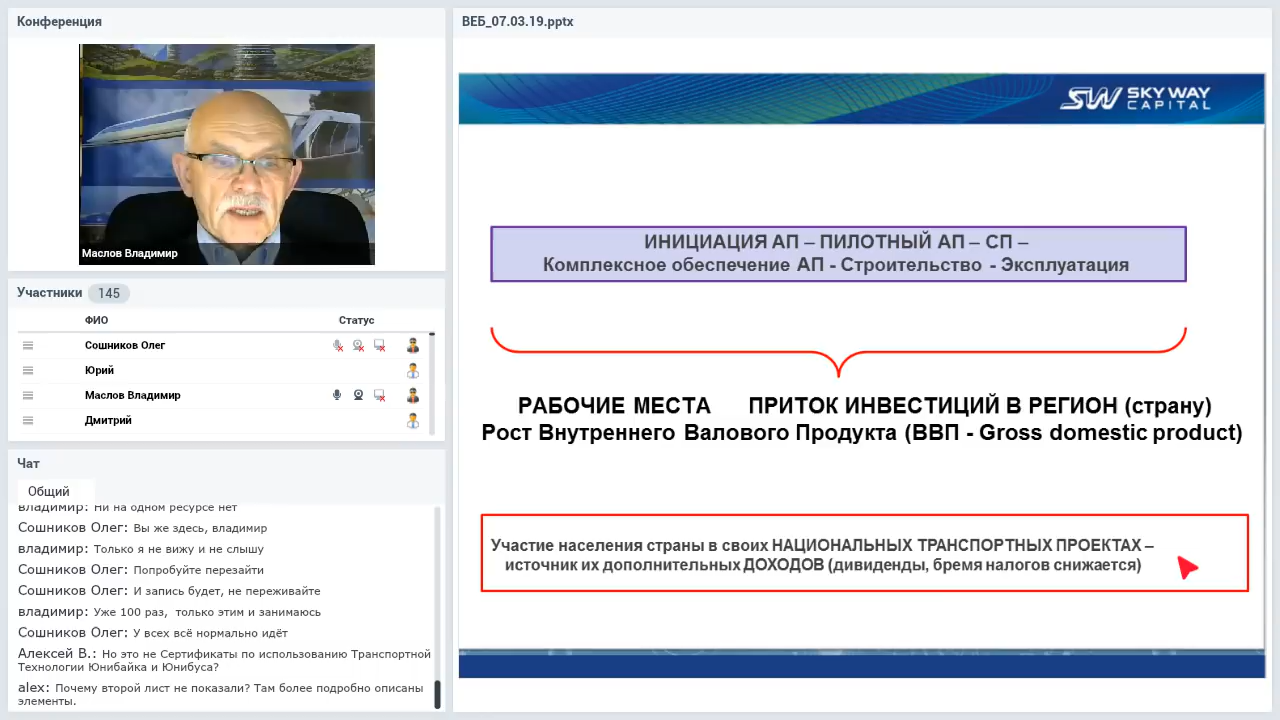 Конференция
Маслов Владимир
Участники 145
ФИО Статус
Сошников Олег
Юрий
Маслов Владимир
Дмитрий
Чат
Общий
владимир: Ни на одном ресурсе нет
Сошников Олег: Вы же здесь, владимир
владимир: Только я не вижу и не слышу
Сошников Олег: Попробуйте перезайти
Сошников Олег: И запись будет, не переживайте
владимир: Уже 100 раз, только этим и занимаюсь
Сошников Олег: У всех всё нормально идёт
Алексей В.: Но это не Сертификаты по использованию Транспортной
Технологии Юнибайка и Юнибуса?
alex: Почему второй лист не показали? Там более подробно описаны
элементы.
ВЕБ_07.03.19.pptx
SW SKY WAY
CAPITAL
ИНИЦИАЦИЯ АП – ПИЛОТНЫЙ АП – СП –
Комплексное обеспечение АП - Строительство - Эксплуатация
РАБОЧИЕ МЕСТА ПРИТОК ИНВЕСТИЦИЙ В РЕГИОН (страну)
Рост Внутреннего Валового Продукта (ВВП - Gross domestic product)
Участие населения страны в своих НАЦИОНАЛЬНЫХ ТРАНСПОРТНЫХ ПРОЕКТАХ –
источник их дополнительных ДОХОДОВ (дивиденды, бремя налогов снижается)